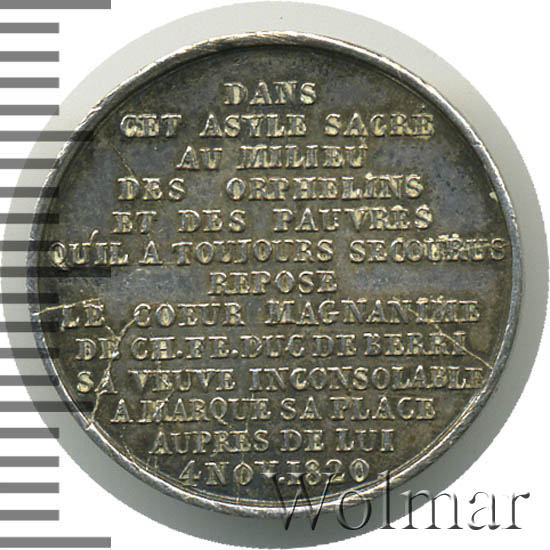 DANS
CET ASYLE SACRÉ
AU MILIEU
DES ORPHELINS
ET DES PAUVRES
QU'IL A TOUJOURS SECOURUS
REPOSE
LE COEUR MAGNANIME
DE CH.FE.DUC DE BERRI
SA VEUVE INCONSOLABLE
A MARQUE SA PLACE
AUPRES DE LUI
4 NOV.1820
Wolmar